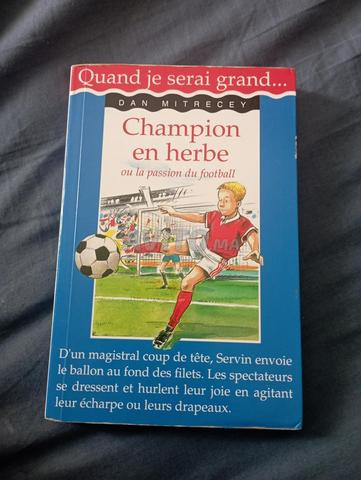 Quand je serai grand...
DAN MITRECEY
Champion
en herbe
ou la passion du football
D'un magistral coup de tête, Servin envoie
le ballon au fond des filets. Les spectateurs
se dressent et hurlent leur joie en agitant
leur écharpe ou leurs drapeaux.